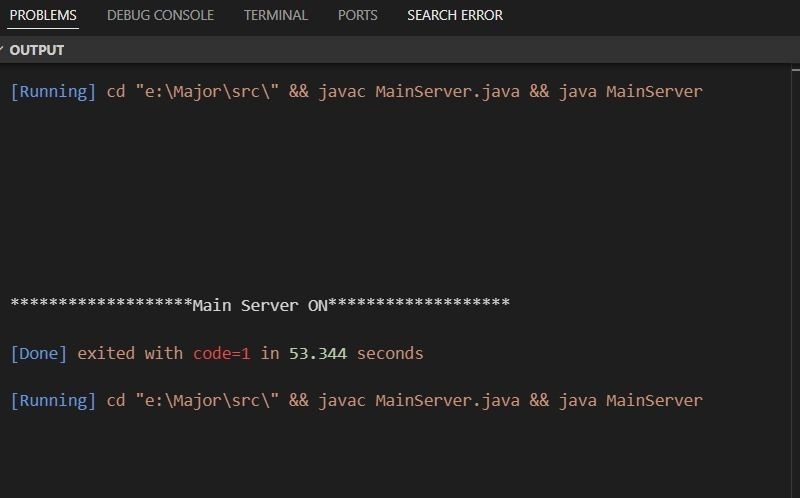 PROBLEMS DEBUG CONSOLE TERMINAL PORTS SEARCH ERROR
OUTPUT
[Running] cd "e:\Major\src\" && javac MainServer.java && java MainServer
*******************Main Server ON*******************
[Done] exited with code=1 in 53.344 seconds
[Running] cd "e:\Major\src\" && javac MainServer.java && java MainServer